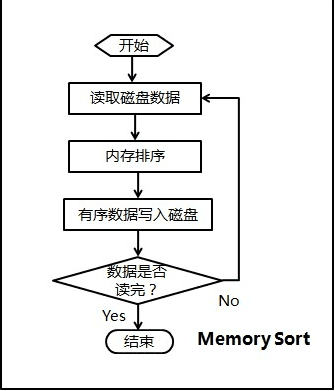 开始
读取磁盘数据
内存排序
有序数据写入磁盘
数据是否
读完？
No
Yes
结束
Memory Sort